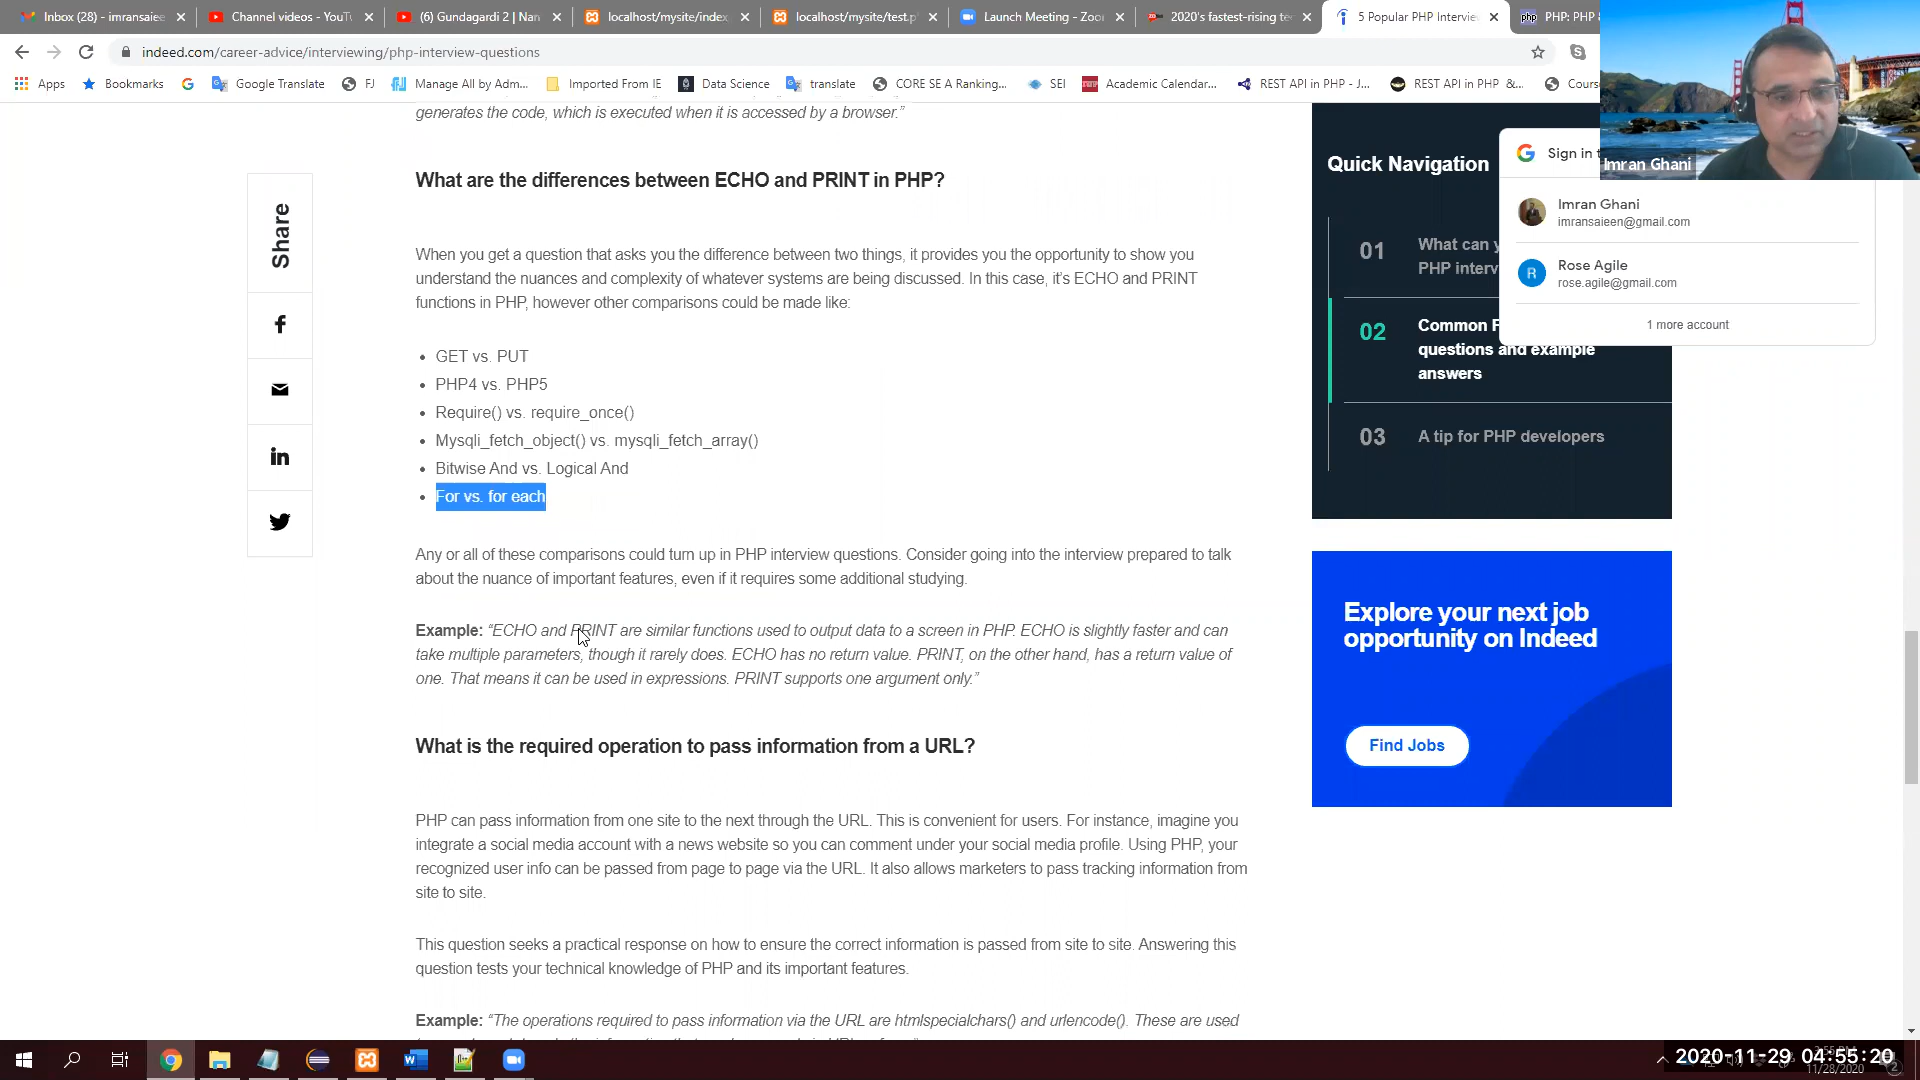 Inbox (28) - imransaiee
Channel videos - YouT
(6) Gundagardi 2 | Nan
localhost/mysite/index
localhost/mysite/test.p
Launch Meeting - Zoo
2020's fastest-rising te
5 Popular PHP Intervie
PHP: PHP 8
indeed.com/career-advice/interviewing/php-interview-questions
Apps
Bookmarks
Google Translate
FJ
Manage All by Adm...
Imported From IE
Data Science
translate
CORE SE A Ranking...
SEI
Academic Calendar...
REST API in PHP - J...
REST API in PHP &...
Cours
Imran Ghani
generates the code, which is executed when it is accessed by a browser.”
Share
What are the differences between ECHO and PRINT in PHP?
When you get a question that asks you the difference between two things, it provides you the opportunity to show you
understand the nuances and complexity of whatever systems are being discussed. In this case, it’s ECHO and PRINT
functions in PHP, however other comparisons could be made like:
• GET vs. PUT
• PHP4 vs. PHP5
• Require() vs. require_once()
• Mysqli_fetch_object() vs. mysqli_fetch_array()
• Bitwise And vs. Logical And
• For vs. for each
Any or all of these comparisons could turn up in PHP interview questions. Consider going into the interview prepared to talk
about the nuance of important features, even if it requires some additional studying.
Example: “ECHO and PRINT are similar functions used to output data to a screen in PHP. ECHO is slightly faster and can
take multiple parameters, though it rarely does. ECHO has no return value. PRINT, on the other hand, has a return value of
one. That means it can be used in expressions. PRINT supports one argument only.”
What is the required operation to pass information from a URL?
PHP can pass information from one site to the next through the URL. This is convenient for users. For instance, imagine you
integrate a social media account with a news website so you can comment under your social media profile. Using PHP, your
recognized user info can be passed from page to page via the URL. It also allows marketers to pass tracking information from
site to site.
This question seeks a practical response on how to ensure the correct information is passed from site to site. Answering this
question tests your technical knowledge of PHP and its important features.
Example: “The operations required to pass information via the URL are htmlspecialchars() and urlencode(). These are used
Quick Navigation
01 What can y
PHP interv
02 Common P
questions and example
answers
03 A tip for PHP developers
Sign in t
Imran Ghani
imransaieen@gmail.com
R
Rose Agile
rose.agile@gmail.com
1 more account
Explore your next job
opportunity on Indeed
Find Jobs
2020-11-29 04:55:20
11/28/2020